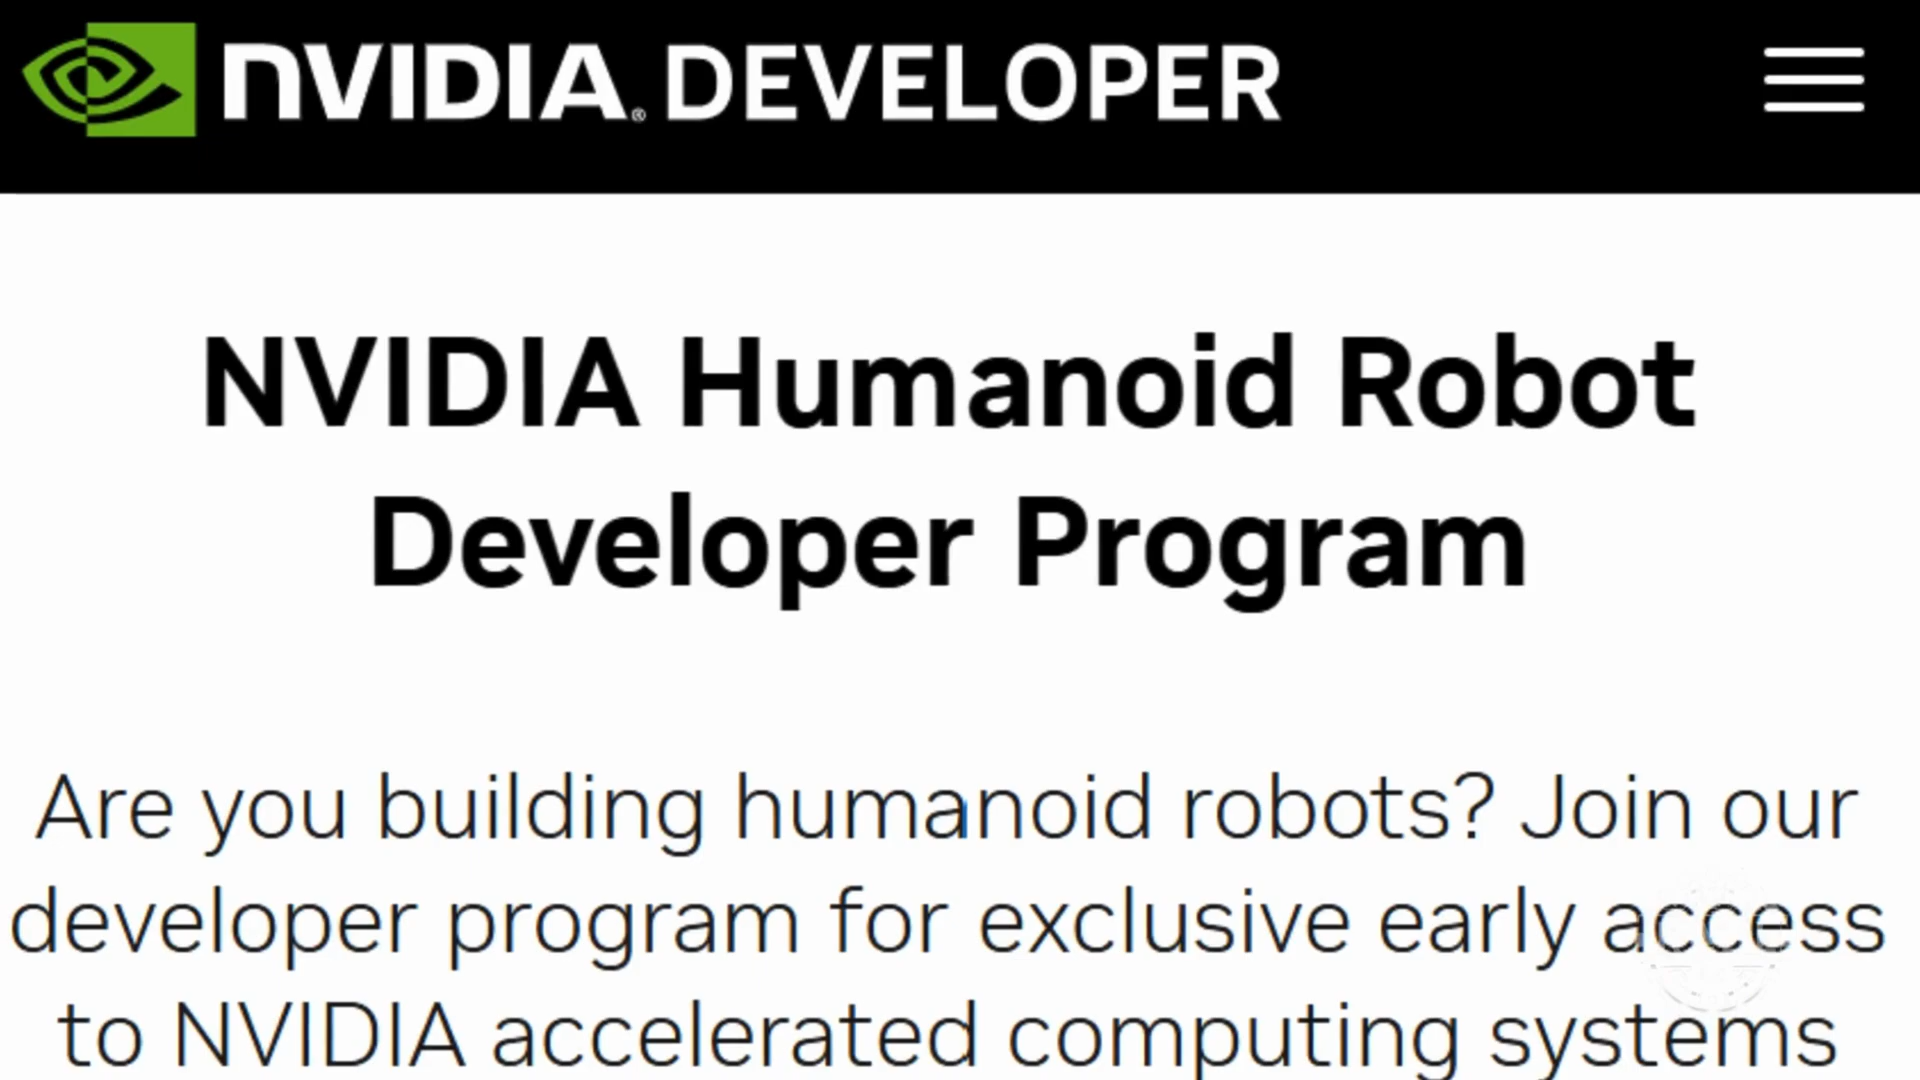 NVIDIA® DEVELOPER
NVIDIA Humanoid Robot
Developer Program
Are you building humanoid robots? Join our
developer program for exclusive early access
to NVIDIA accelerated computing systems